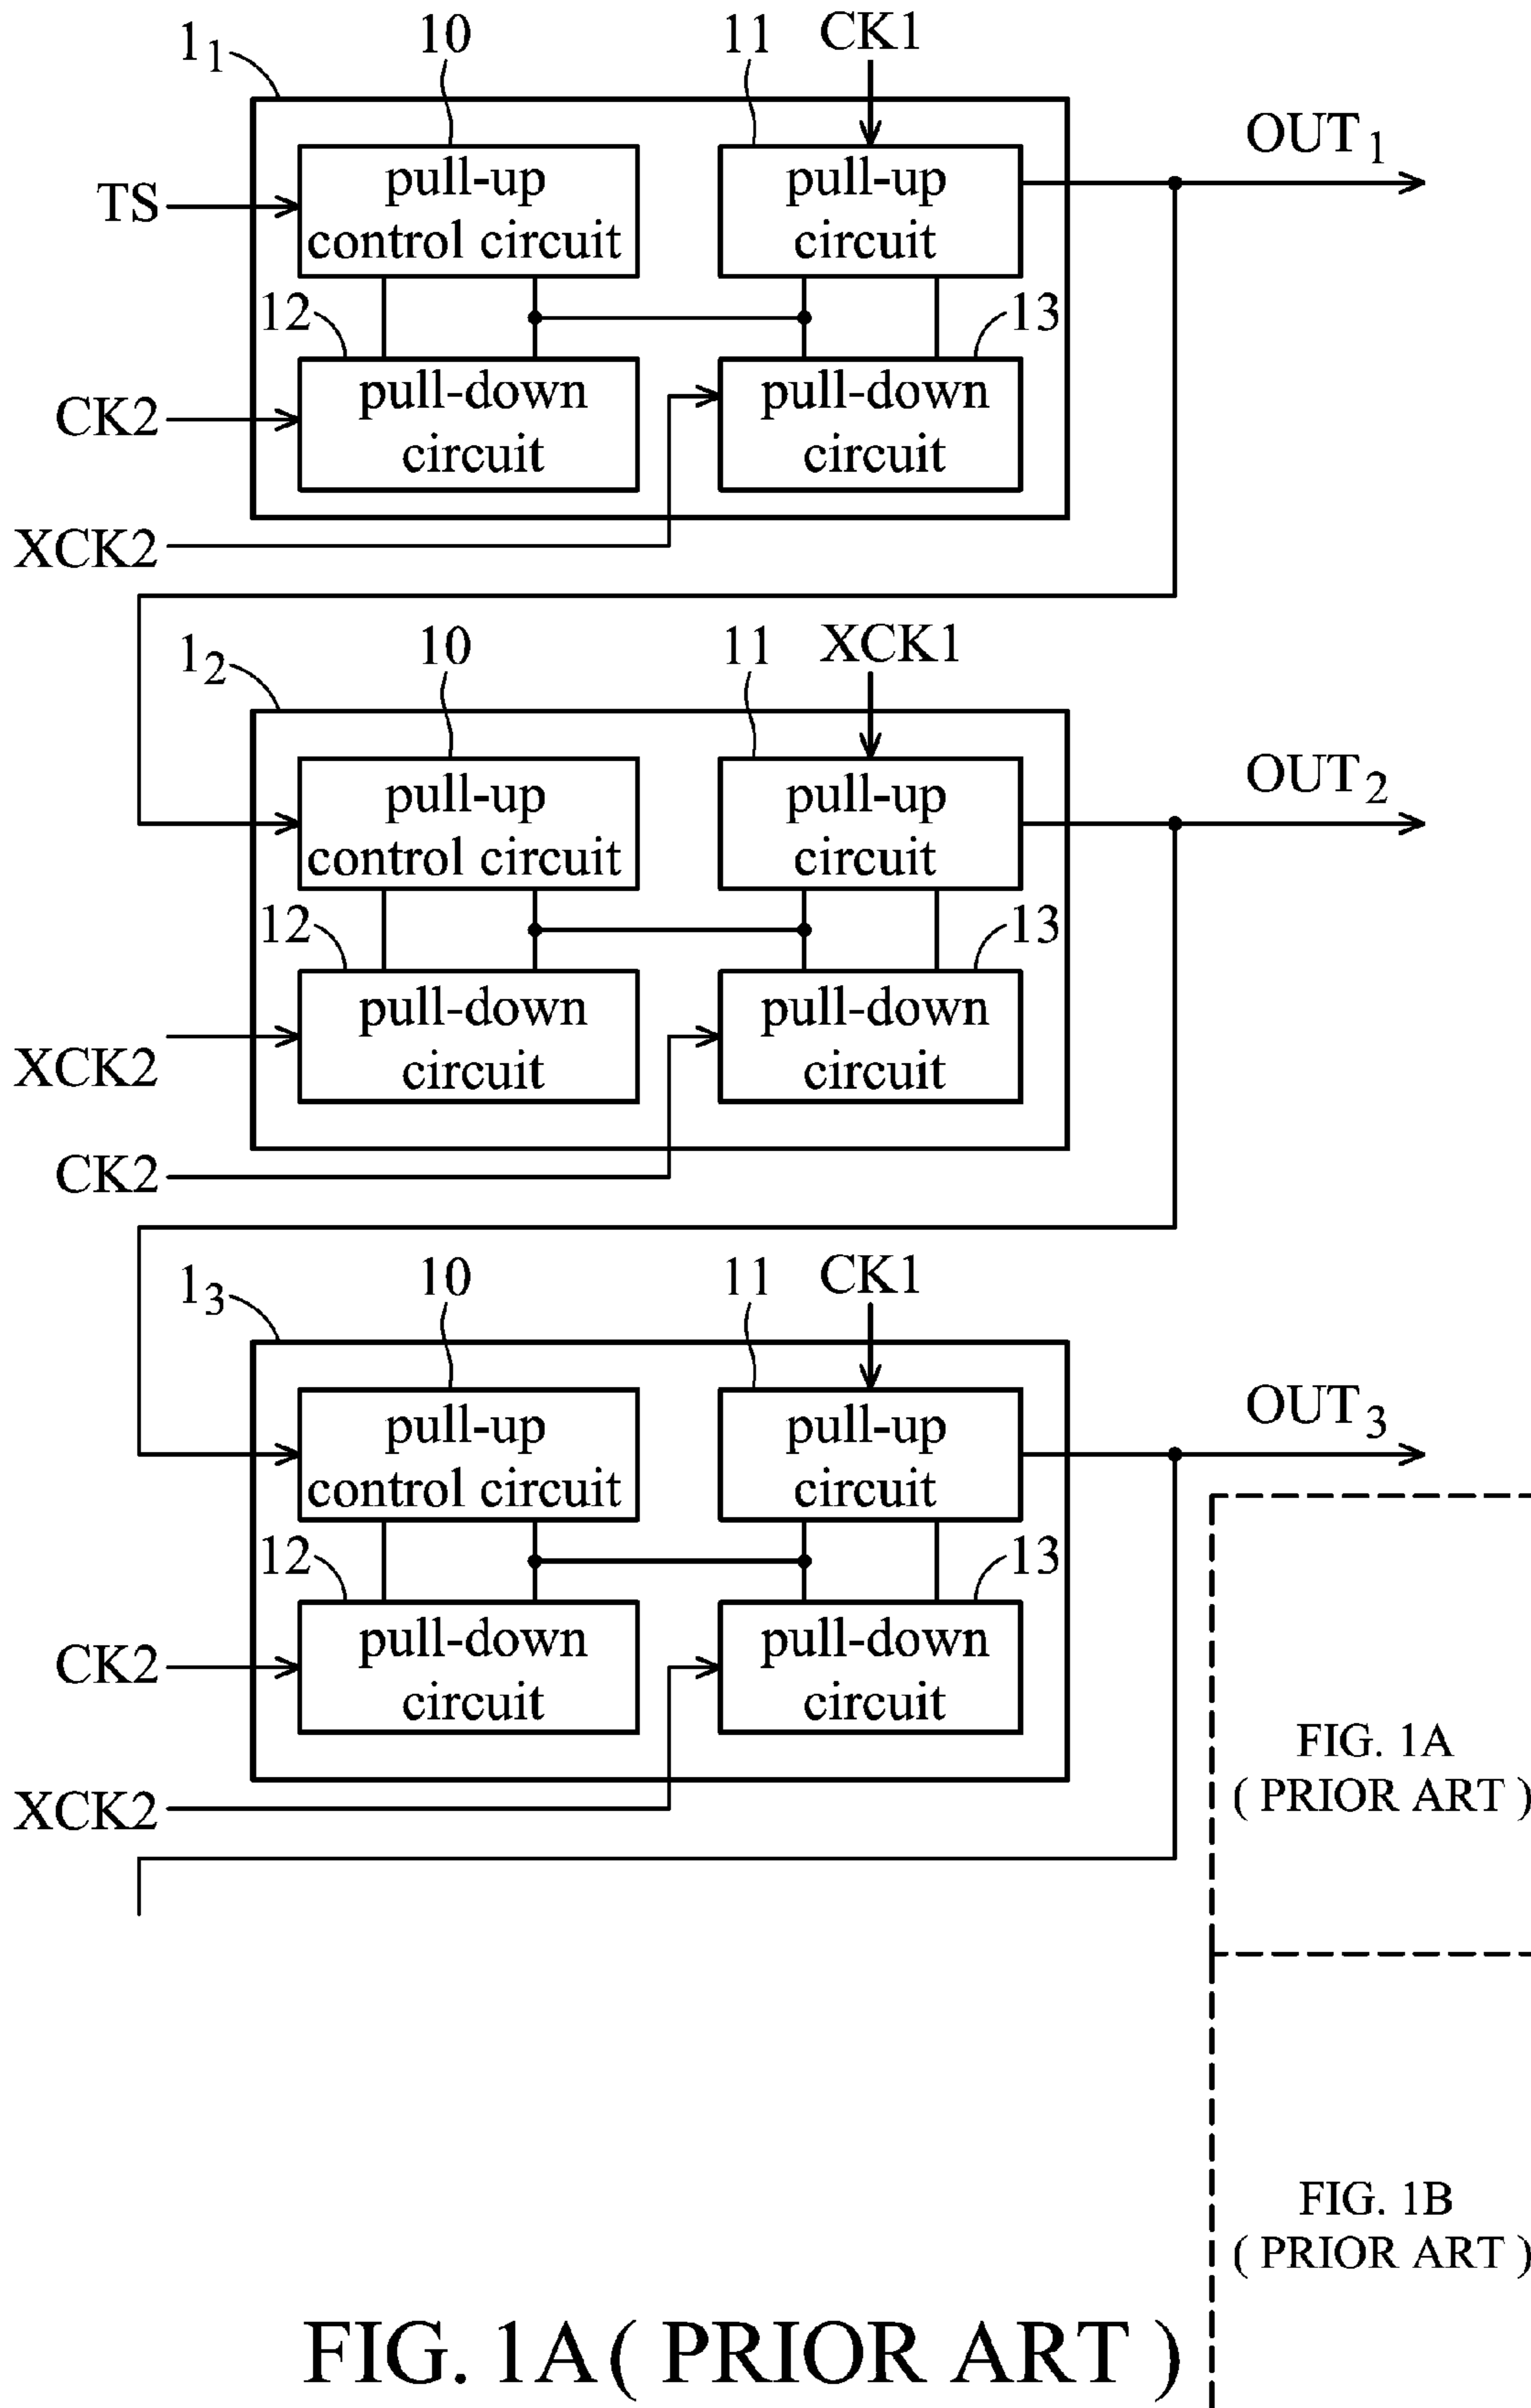 1₁
10
11
CK1
OUT₁
TS
pull-up
control circuit
pull-up
circuit
12
13
CK2
pull-down
circuit
pull-down
circuit
XCK2
1₂
10
11
XCK1
OUT₂
pull-up
control circuit
pull-up
circuit
12
13
XCK2
pull-down
circuit
pull-down
circuit
CK2
1₃
10
11
CK1
OUT₃
pull-up
control circuit
pull-up
circuit
12
13
CK2
pull-down
circuit
pull-down
circuit
XCK2
FIG. 1A
( PRIOR ART )
FIG. 1B
( PRIOR ART )
FIG. 1A ( PRIOR ART )